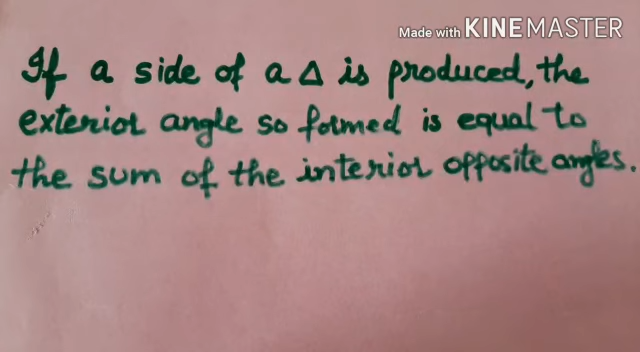 Made with KINEMASTER
If a side of a Δ is produced, the
exterior angle so formed is equal to
the sum of the interior opposite angles.